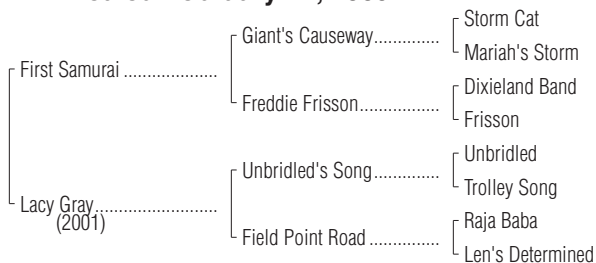 Storm Cat
Giant's Causeway..............
Mariah's Storm
First Samurai ....................
Dixieland Band
Freddie Frisson.................
Frisson
Unbridled
Unbridled's Song..............
Trolley Song
Lacy Gray..........................
(2001)
Raja Baba
Field Point Road ...............
Len's Determined